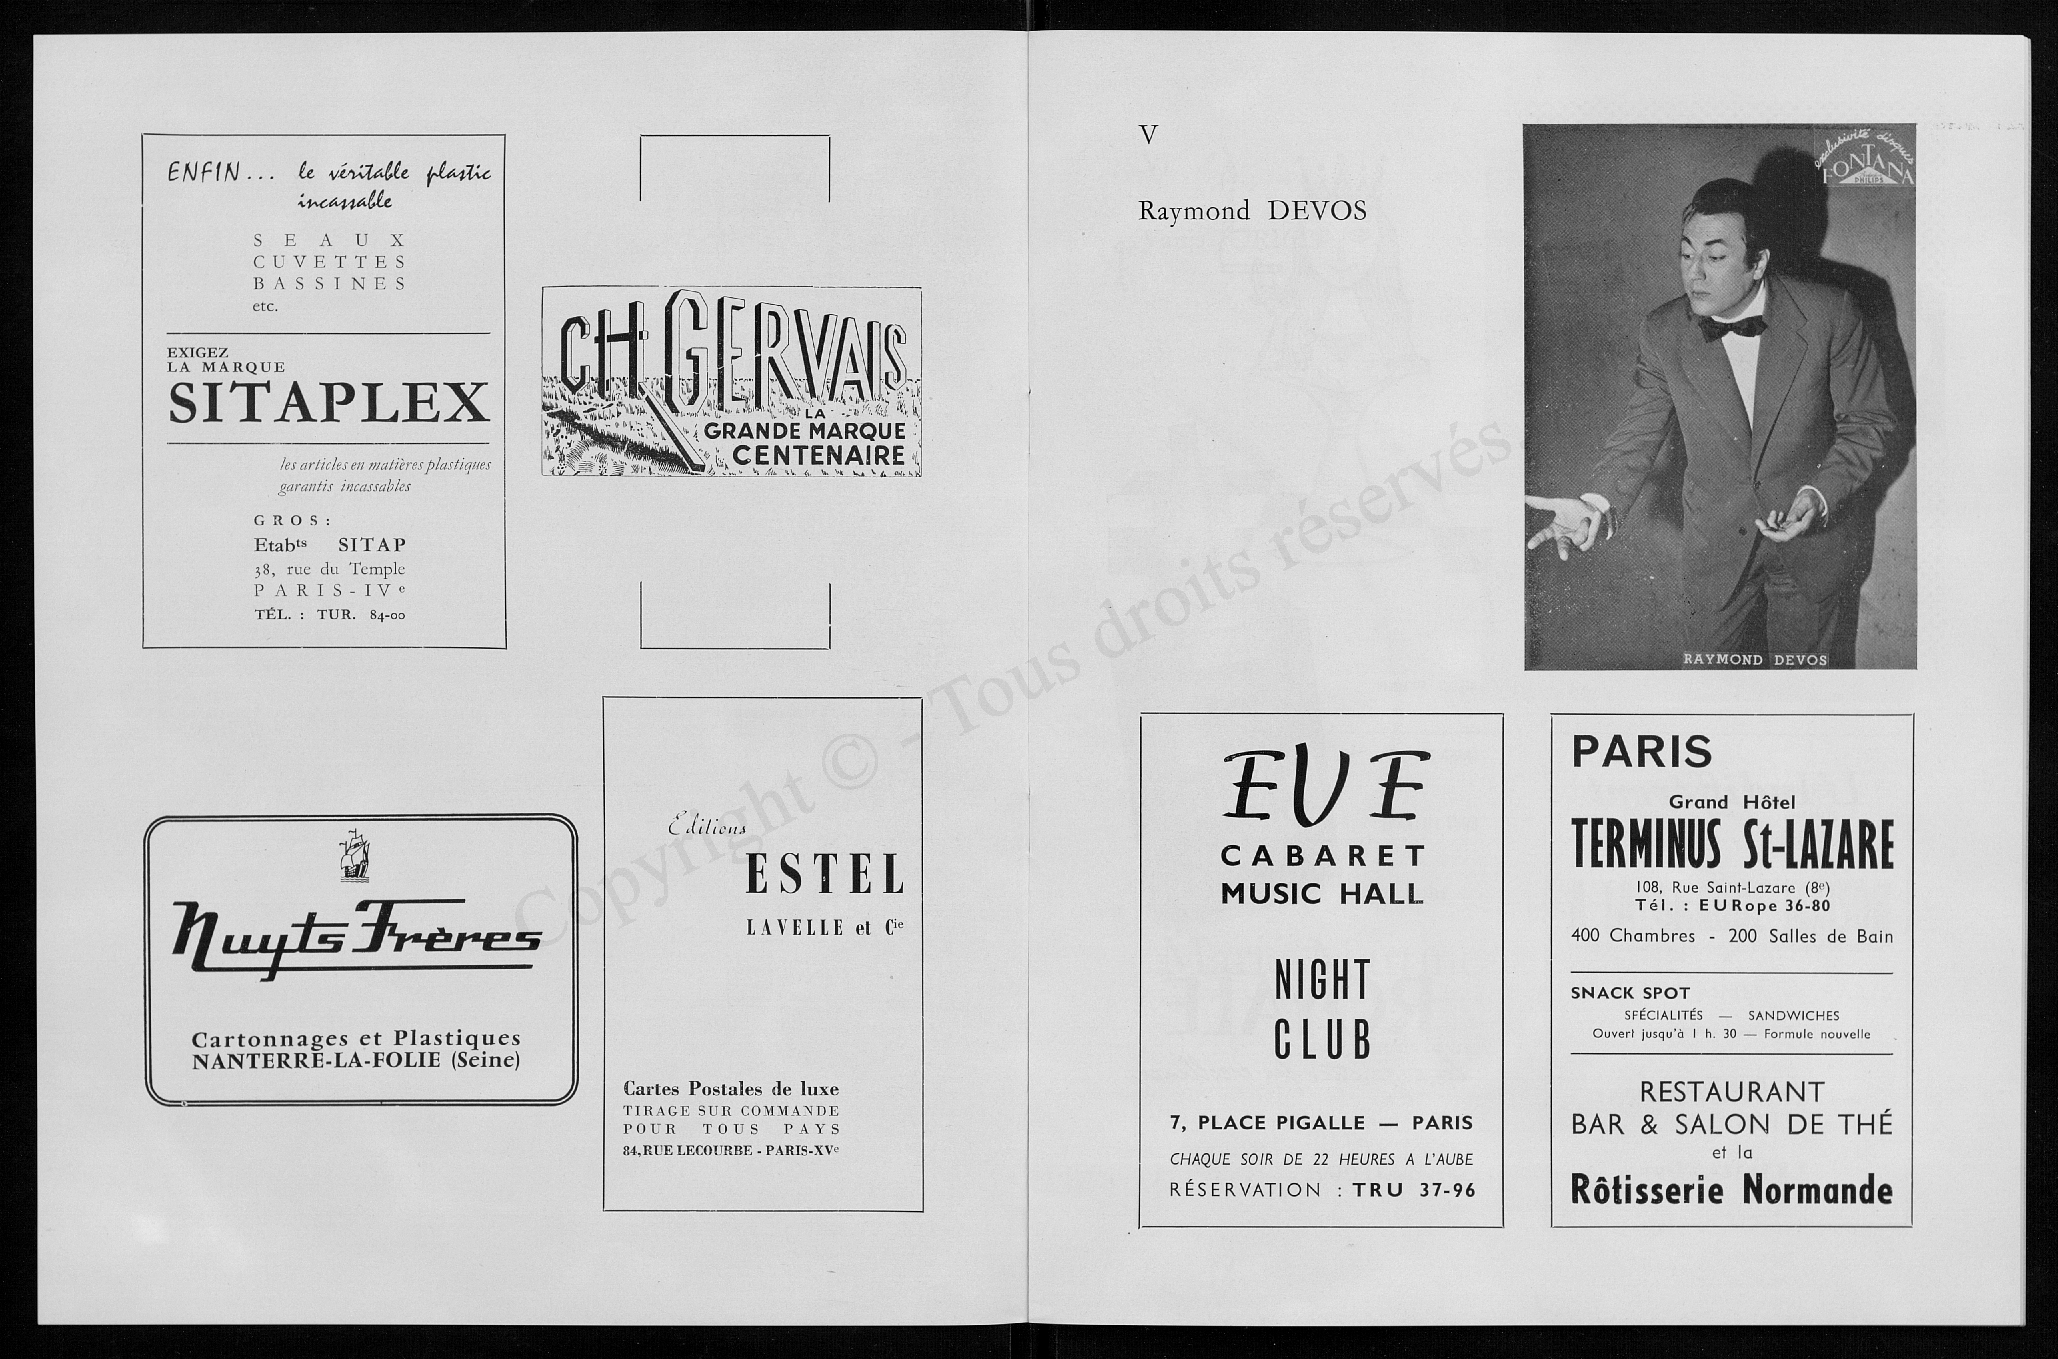 ENFIN... le véritable plastic
incassable
SEAUX
CUVETTES
BASSINES
etc.
EXIGEZ
LA MARQUE
SITAPLEX
les articles en matières plastiques
garantis incassables
GROS :
Etabts SITAP
38, rue du Temple
PARIS-IVe
TÉL. : TUR. 84-00
CH. GERVAIS
LA
GRANDE MARQUE
CENTENAIRE
Nuyts Frères
Cartonnages et Plastiques
NANTERRE-LA-FOLIE (Seine)
Editions
ESTEL
LAVELLE et Cie
Cartes Postales de luxe
TIRAGE SUR COMMANDE
POUR TOUS PAYS
84, RUE LECOURBE - PARIS-XVe
V
Raymond DEVOS
exclusivité disques
FONTANA
PHILIPS
RAYMOND DEVOS
EVE
CABARET
MUSIC HALL
NIGHT
CLUB
7, PLACE PIGALLE — PARIS
CHAQUE SOIR DE 22 HEURES A L'AUBE
RÉSERVATION : TRU 37-96
PARIS
Grand Hôtel
TERMINUS St-LAZARE
108, Rue Saint-Lazare (8e)
Tél. : EURope 36-80
400 Chambres - 200 Salles de Bain
SNACK SPOT
SPÉCIALITÉS — SANDWICHES
Ouvert jusqu'à 1 h. 30 — Formule nouvelle
RESTAURANT
BAR & SALON DE THÉ
et la
Rôtisserie Normande
Copyright © - Tous droits réservés.